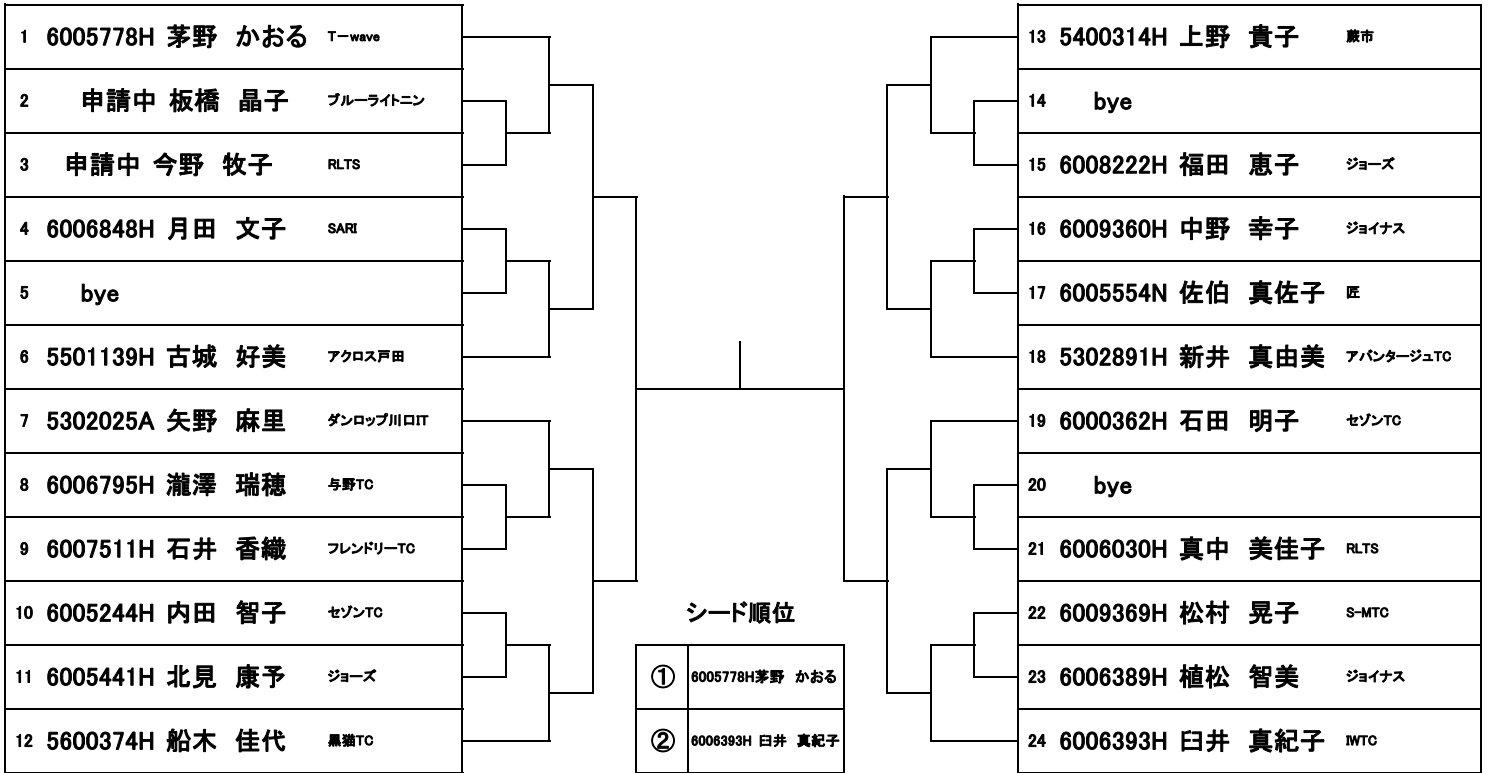 1 6005778H 茅野 かおる T-wave
2 申請中 板橋 晶子 ブルーライトニン
3 申請中 今野 牧子 RLTS
4 6006848H 月田 文子 SARI
5 bye
6 5501139H 古城 好美 アクロス戸田
7 5302025A 矢野 麻里 ダンロップ川口IT
8 6006795H 瀧澤 瑞穂 与野TC
9 6007511H 石井 香織 フレンドリーTC
10 6005244H 内田 智子 セゾンTC
11 6005441H 北見 康予 ジョーズ
12 5600374H 船木 佳代 黒猫TC
シード順位
① 6005778H茅野 かおる
② 6006393H 臼井 真紀子
13 5400314H 上野 貴子 蕨市
14 bye
15 6008222H 福田 恵子 ジョーズ
16 6009360H 中野 幸子 ジョイナス
17 6005554N 佐伯 真佐子 匠
18 5302891H 新井 真由美 アバンタージュTC
19 6000362H 石田 明子 セゾンTC
20 bye
21 6006030H 真中 美佳子 RLTS
22 6009369H 松村 晃子 S-MTC
23 6006389H 植松 智美 ジョイナス
24 6006393H 臼井 真紀子 IWTC